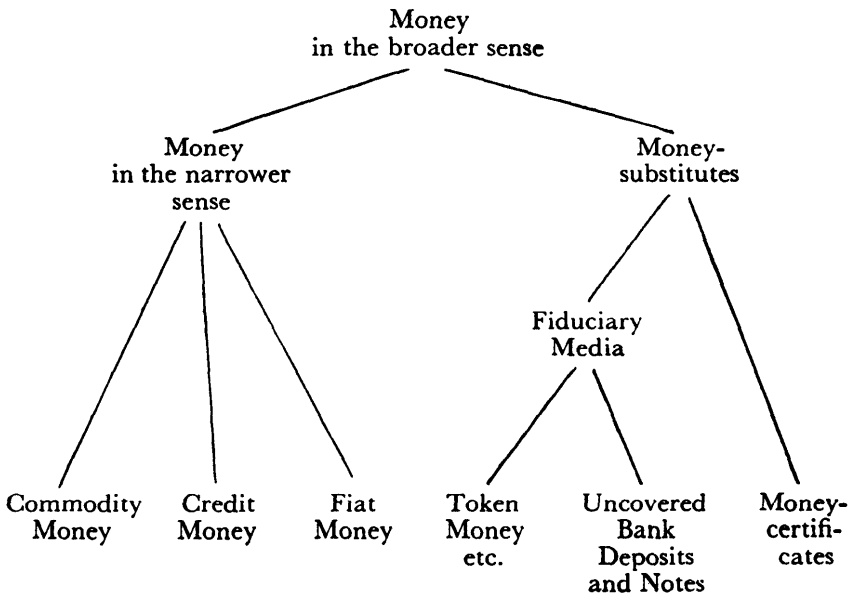 Money
in the broader sense
Money
in the narrower
sense
Money-
substitutes
Fiduciary
Media
Commodity
Money
Credit
Money
Fiat
Money
Token
Money
etc.
Uncovered
Bank
Deposits
and Notes
Money-
certifi-
cates